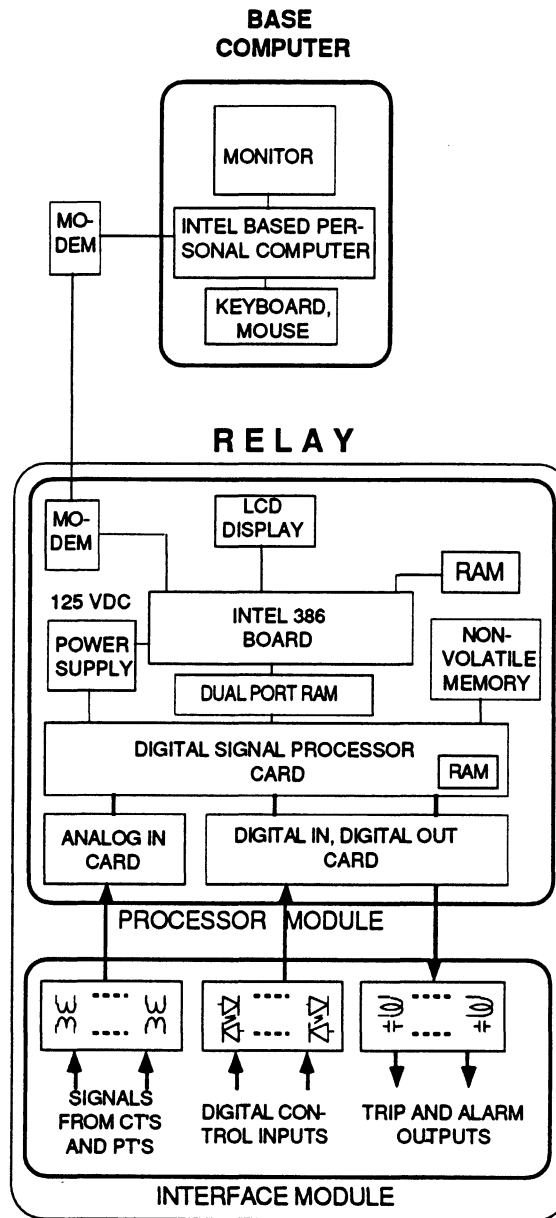 BASE
COMPUTER
MONITOR
MO-
DEM
INTEL BASED PER-
SONAL COMPUTER
KEYBOARD,
MOUSE
RELAY
MO-
DEM
LCD
DISPLAY
RAM
125 VDC
POWER
SUPPLY
INTEL 386
BOARD
NON-
VOLATILE
MEMORY
DUAL PORT RAM
DIGITAL SIGNAL PROCESSOR
CARD
RAM
ANALOG IN
CARD
DIGITAL IN, DIGITAL OUT
CARD
PROCESSOR MODULE
SIGNALS
FROM CT'S
AND PT'S
DIGITAL CON-
TROL INPUTS
TRIP AND ALARM
OUTPUTS
INTERFACE MODULE